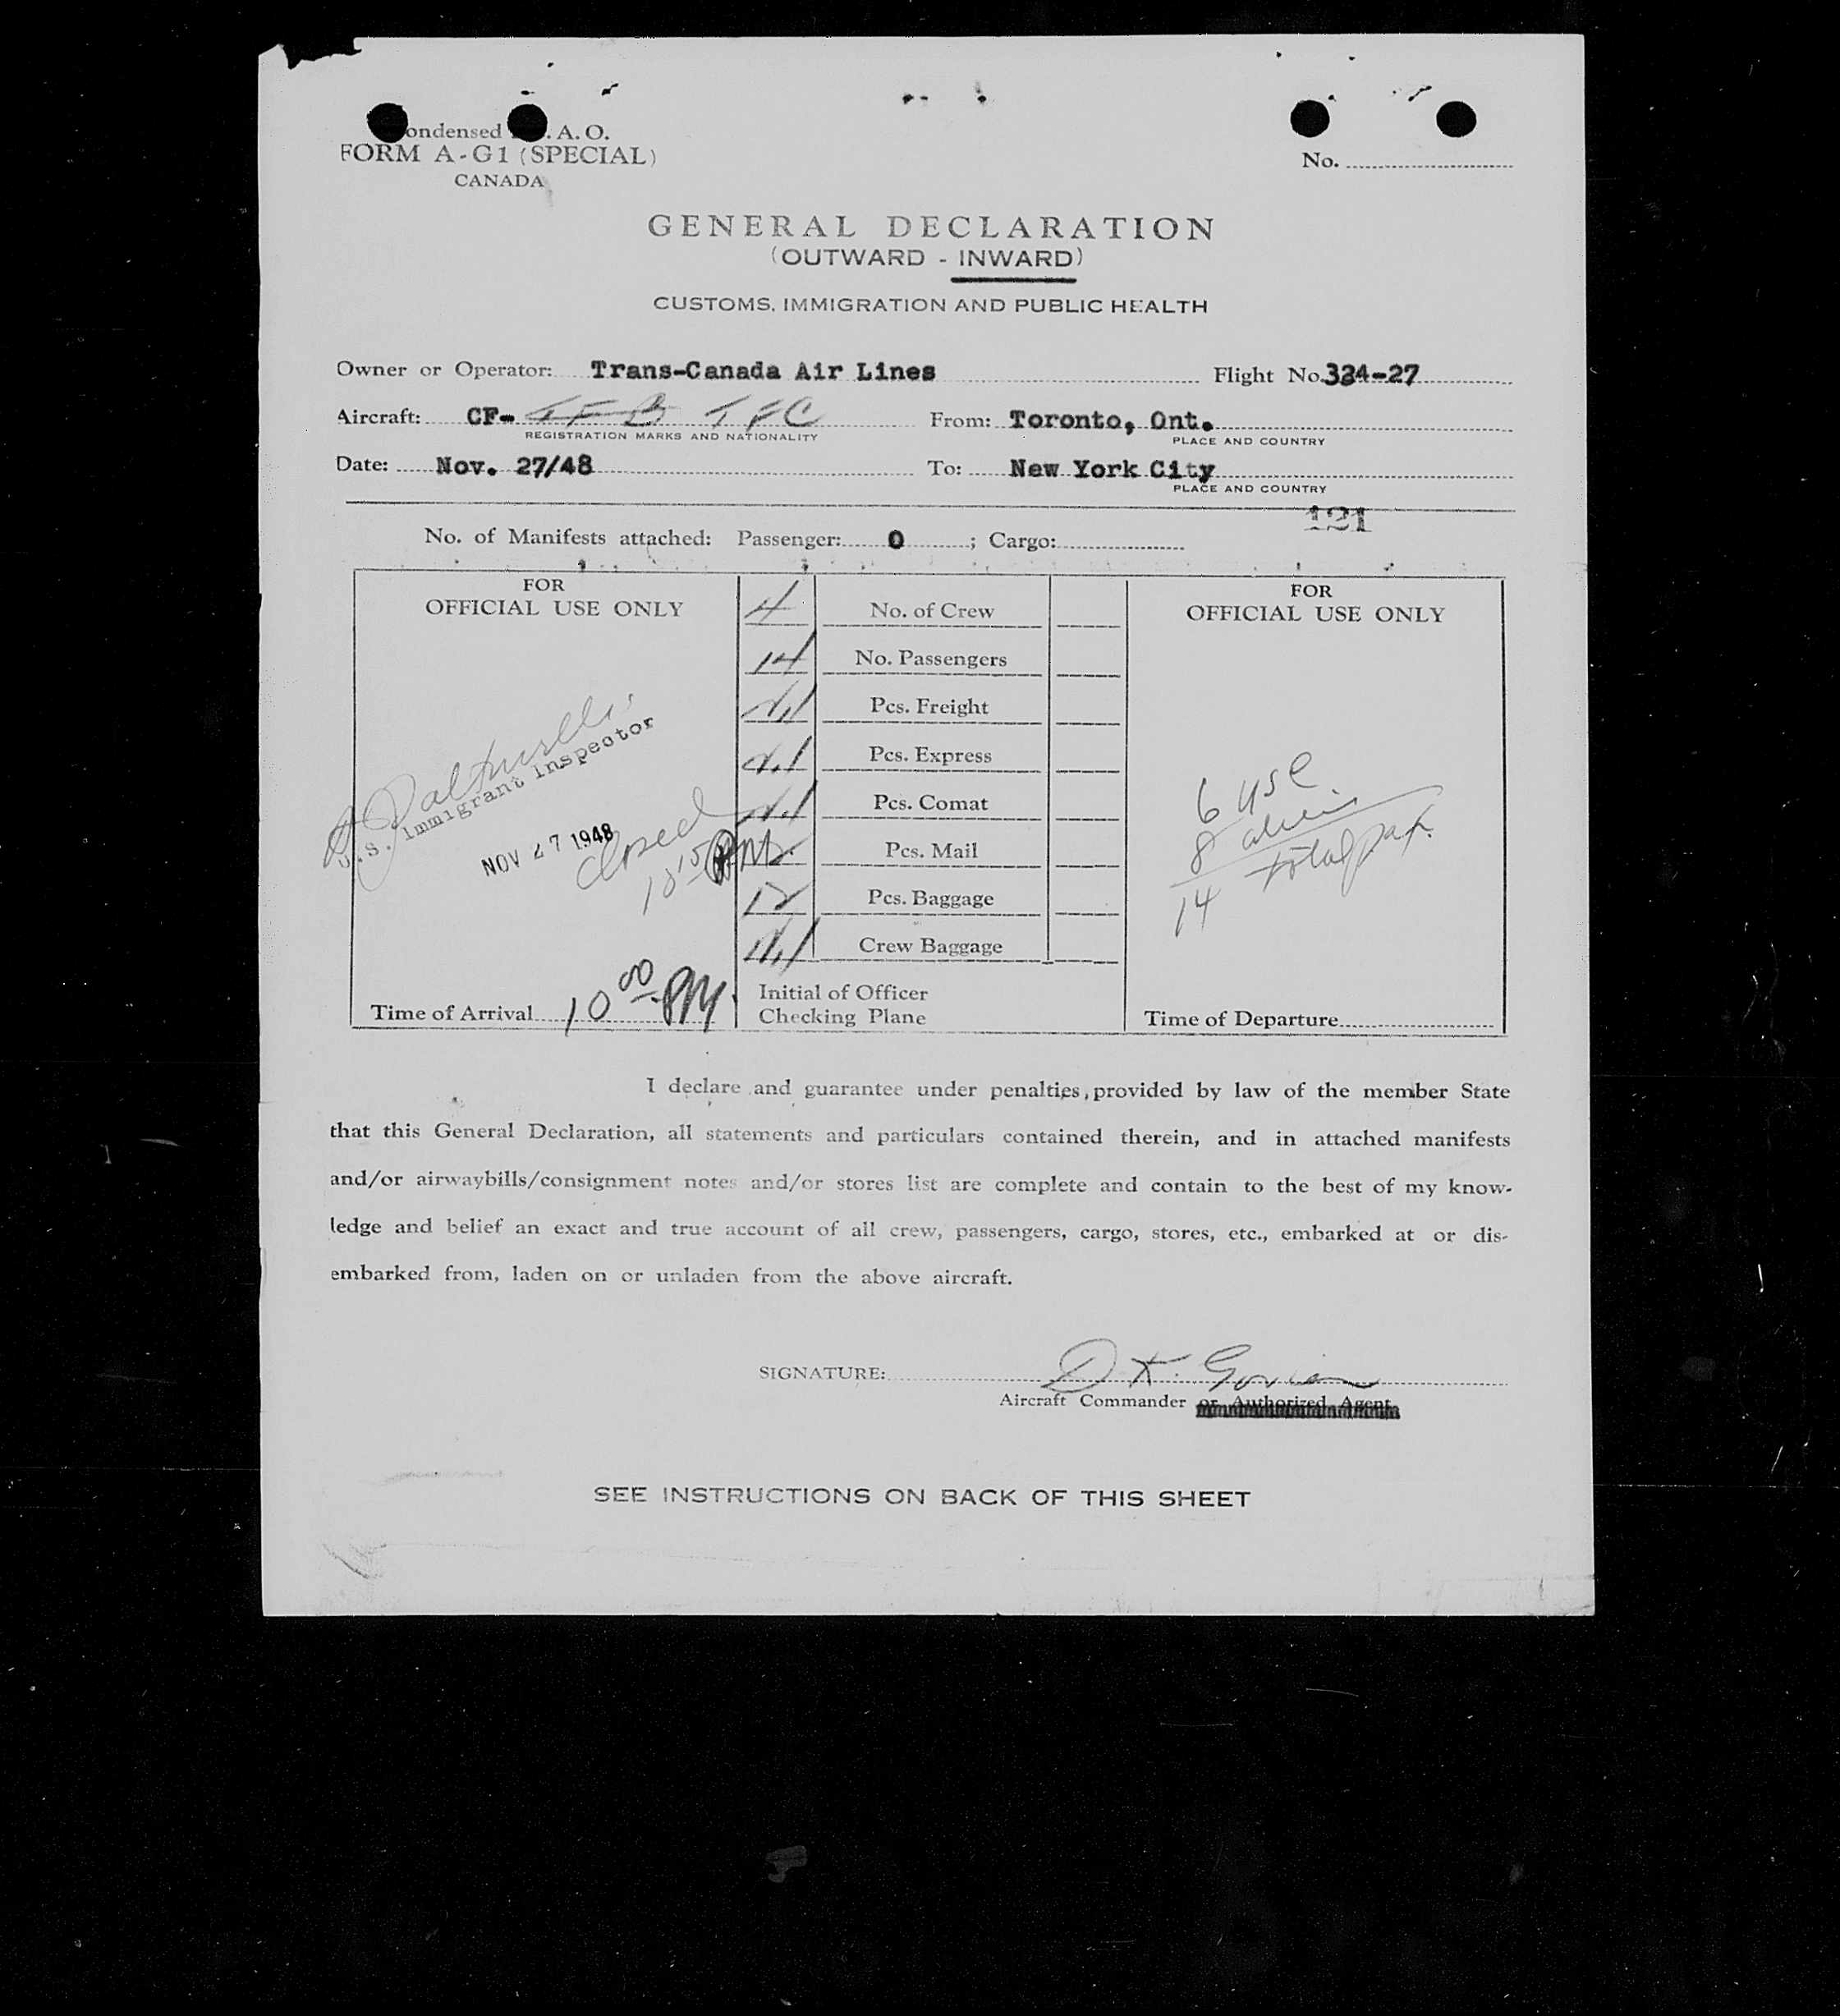 ondensed . A. O.
FORM A-G1 (SPECIAL)
CANADA
No.
GENERAL DECLARATION
(OUTWARD - INWARD)
CUSTOMS, IMMIGRATION AND PUBLIC HEALTH
Owner or Operator: Trans-Canada Air Lines Flight No. 334-27
Aircraft: CF- TFB TFC From: Toronto, Ont.
REGISTRATION MARKS AND NATIONALITY PLACE AND COUNTRY
Date: Nov. 27/48 To: New York City
PLACE AND COUNTRY
121
No. of Manifests attached: Passenger: 0 ; Cargo:
FOR
OFFICIAL USE ONLY
U.S. Immigrant Inspector
NOV 27 1948
Closed
10 15 PM.
Time of Arrival 10 00 PM.
4 No. of Crew
14 No. Passengers
Nil Pcs. Freight
Nil Pcs. Express
Nil Pcs. Comat
Pcs. Mail
12 Pcs. Baggage
Nil Crew Baggage
Initial of Officer
Checking Plane
FOR
OFFICIAL USE ONLY
6 USC
8 alien
14 total pax.
Time of Departure
I declare and guarantee under penalties, provided by law of the member State
that this General Declaration, all statements and particulars contained therein, and in attached manifests
and/or airwaybills/consignment notes and/or stores list are complete and contain to the best of my know-
ledge and belief an exact and true account of all crew, passengers, cargo, stores, etc., embarked at or dis-
embarked from, laden on or unladen from the above aircraft.
SIGNATURE: D K.
Aircraft Commander or Authorized Agent
SEE INSTRUCTIONS ON BACK OF THIS SHEET